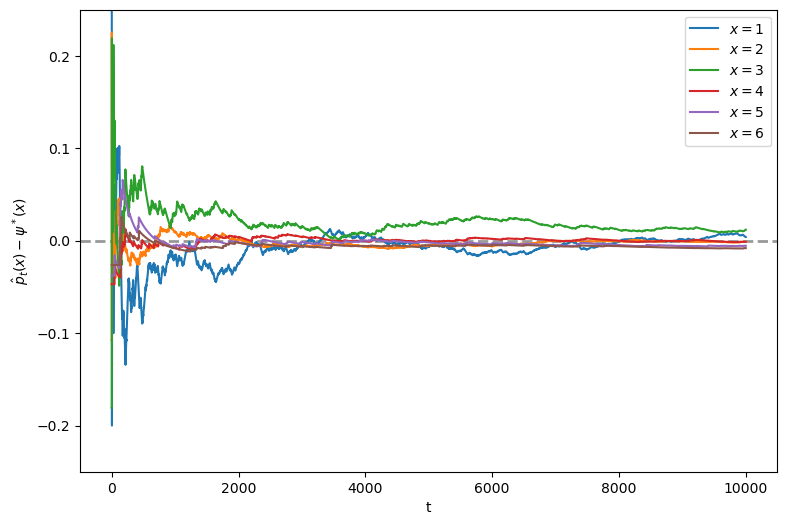 x = 1
x = 2
x = 3
x = 4
x = 5
x = 6
0.2
0.1
0.0
−0.1
−0.2
p̂ₜ(x) − ψ*(x)
0 2000 4000 6000 8000 10000
t